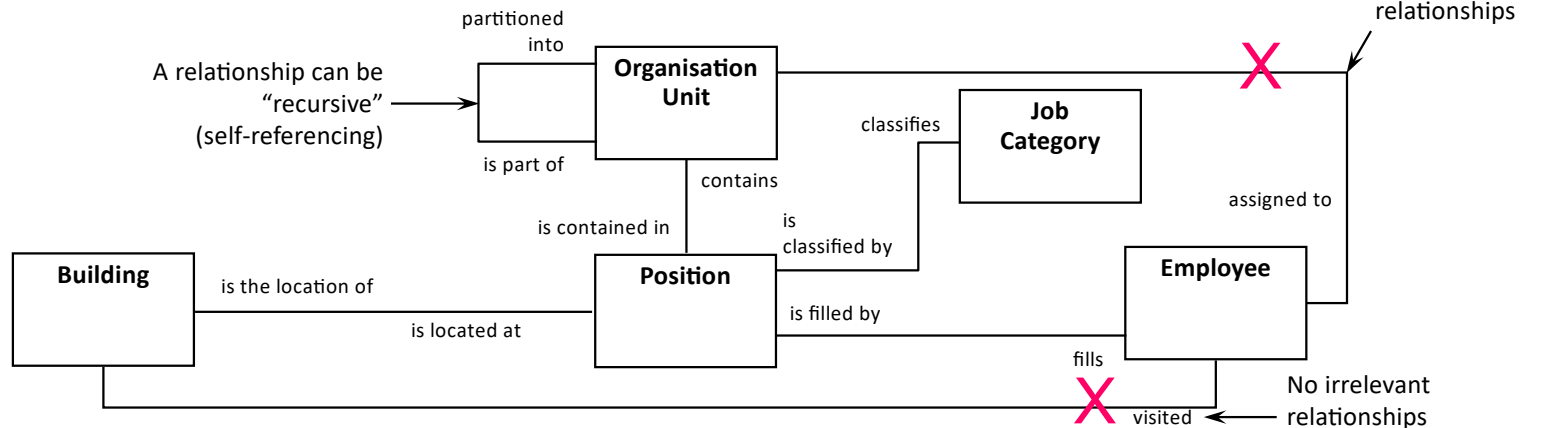 relationships
partitioned
into
A relationship can be
“recursive”
(self-referencing)
Organisation
Unit
Job
Category
classifies
is part of
contains
assigned to
is contained in
is
classified by
Building
Position
Employee
is the location of
is located at
is filled by
fills
No irrelevant
relationships
visited